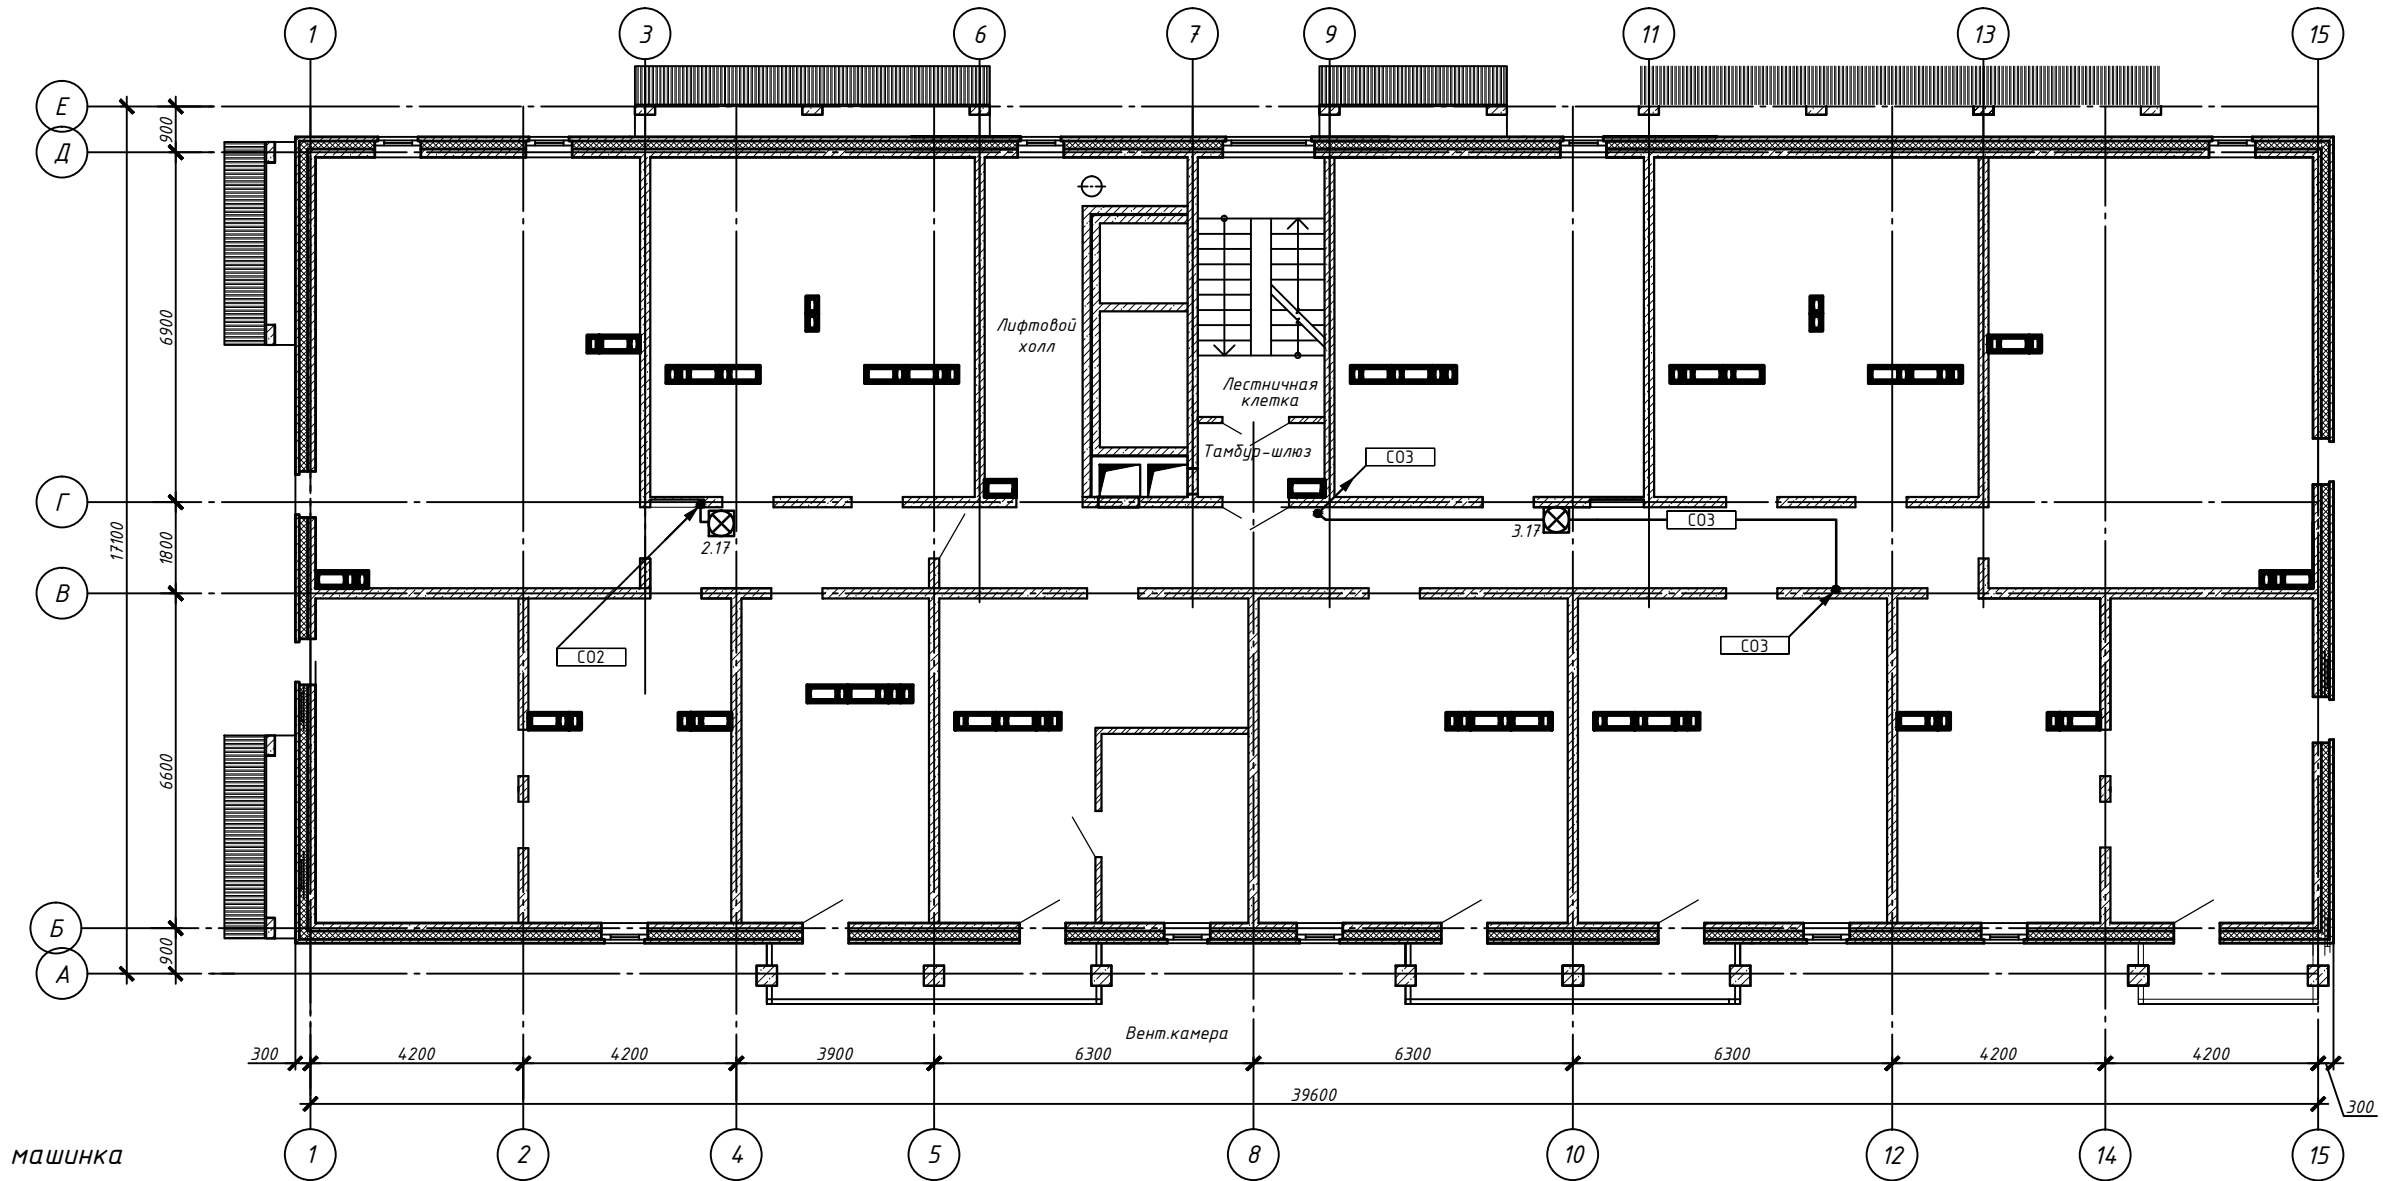 1
3
6
7
9
11
13
15
Е
Д
Г
В
Б
А
900
6900
1800
17100
6600
900
Лифтовой
холл
Лестничная
клетка
Тамбур-шлюз
СО3
2.17
3.17
СО3
СО2
СО3
Вент.камера
300
4200
4200
3900
6300
6300
6300
4200
4200
39600
300
машинка
1
2
4
5
8
10
12
14
15